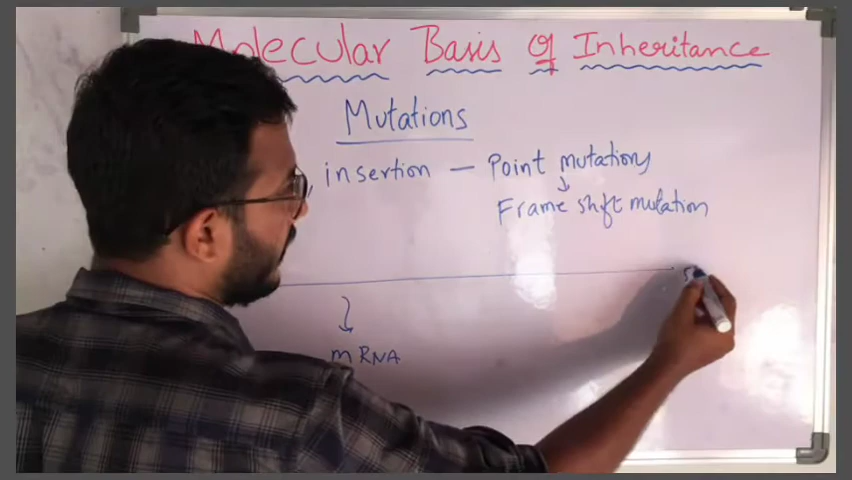 Molecular Basis Of Inheritance
Mutations
, insertion — Point mutations
↓
Frame shift mutation
↓
mRNA